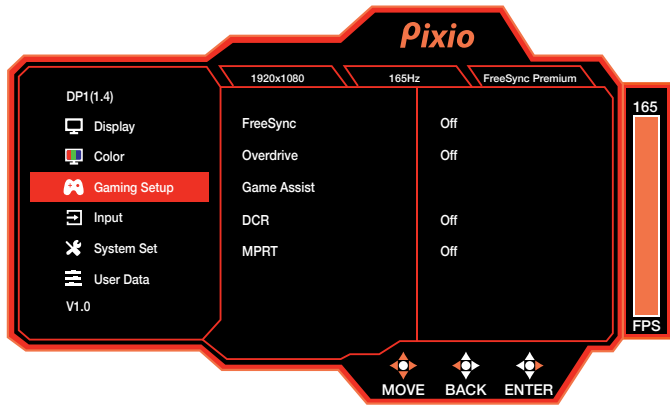 Pixio
1920x1080 165Hz FreeSync Premium
DP1(1.4)
Display
Color
Gaming Setup
Input
System Set
User Data
V1.0
FreeSync Off
Overdrive Off
Game Assist
DCR Off
MPRT Off
165
FPS
MOVE BACK ENTER